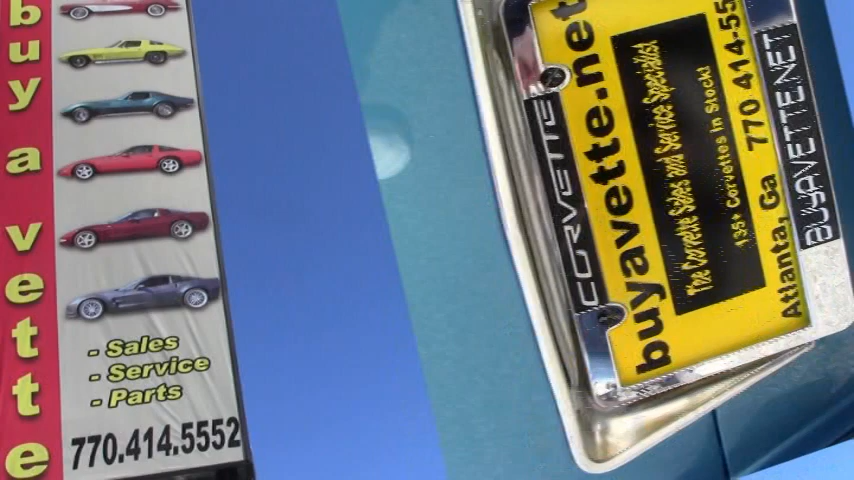 buy a vette
- Sales
- Service
- Parts
770.414.5552
CORVETTE
buyavette.net
The Corvette Sales and Service Specialist
135+ Corvettes In Stock!
Atlanta, Ga 770 414-55
BUYAVETTE.NET